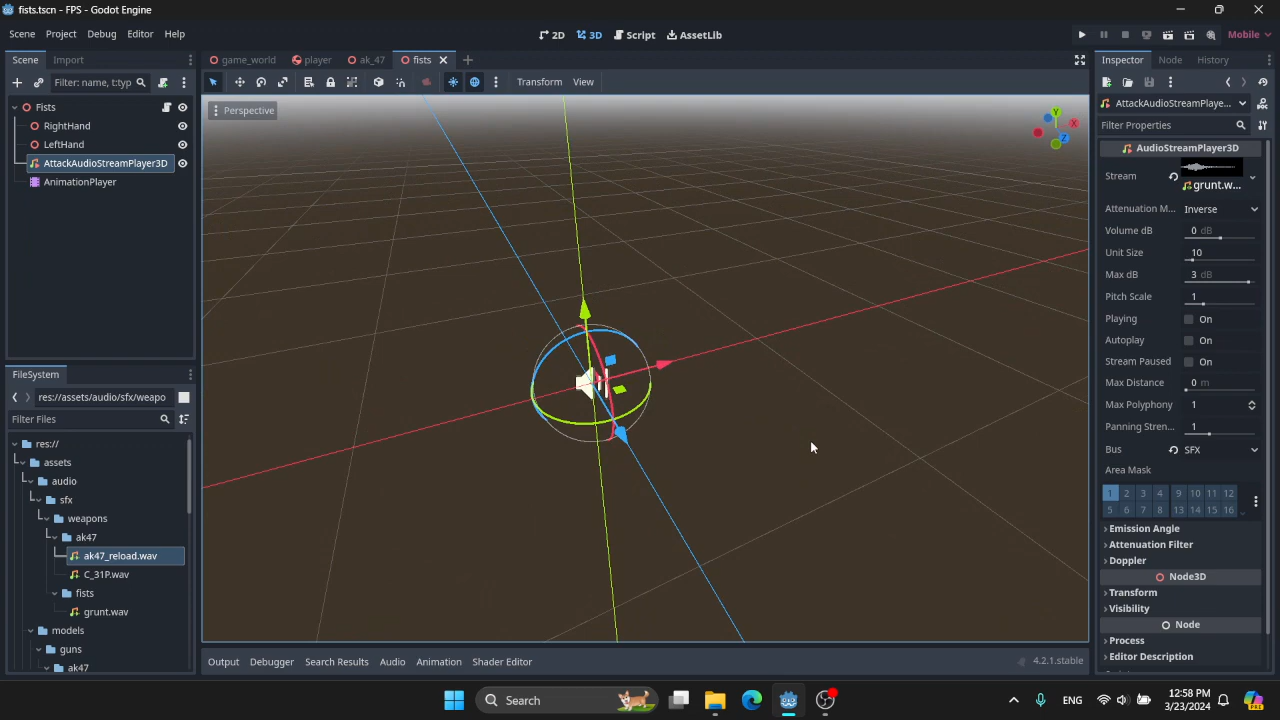 fists.tscn - FPS - Godot Engine
Scene Project Debug Editor Help
2D 3D Script AssetLib
Mobile
Scene Import
game_world player ak_47 fists
Inspector Node History
Filter: name, t:typ
Transform View
AttackAudioStreamPlaye...
Fists
RightHand
LeftHand
AttackAudioStreamPlayer3D
AnimationPlayer
Perspective
Y
X
Z
Filter Properties
AudioStreamPlayer3D
Stream
grunt.w...
Attenuation M... Inverse
Volume dB 0 dB
Unit Size 10
Max dB 3 dB
Pitch Scale 1
Playing On
Autoplay On
Stream Paused On
Max Distance 0 m
Max Polyphony 1
Panning Stren... 1
Bus SFX
Area Mask
1 2 3 4 9 10 11 12
5 6 7 8 13 14 15 16
Emission Angle
Attenuation Filter
Doppler
Node3D
Transform
Visibility
Node
Process
Editor Description
FileSystem
res://assets/audio/sfx/weapo
Filter Files
res://
assets
audio
sfx
weapons
ak47
ak47_reload.wav
C_31P.wav
fists
grunt.wav
models
guns
ak47
Output Debugger Search Results Audio Animation Shader Editor
4.2.1.stable
Search
ENG
12:58 PM
3/23/2024